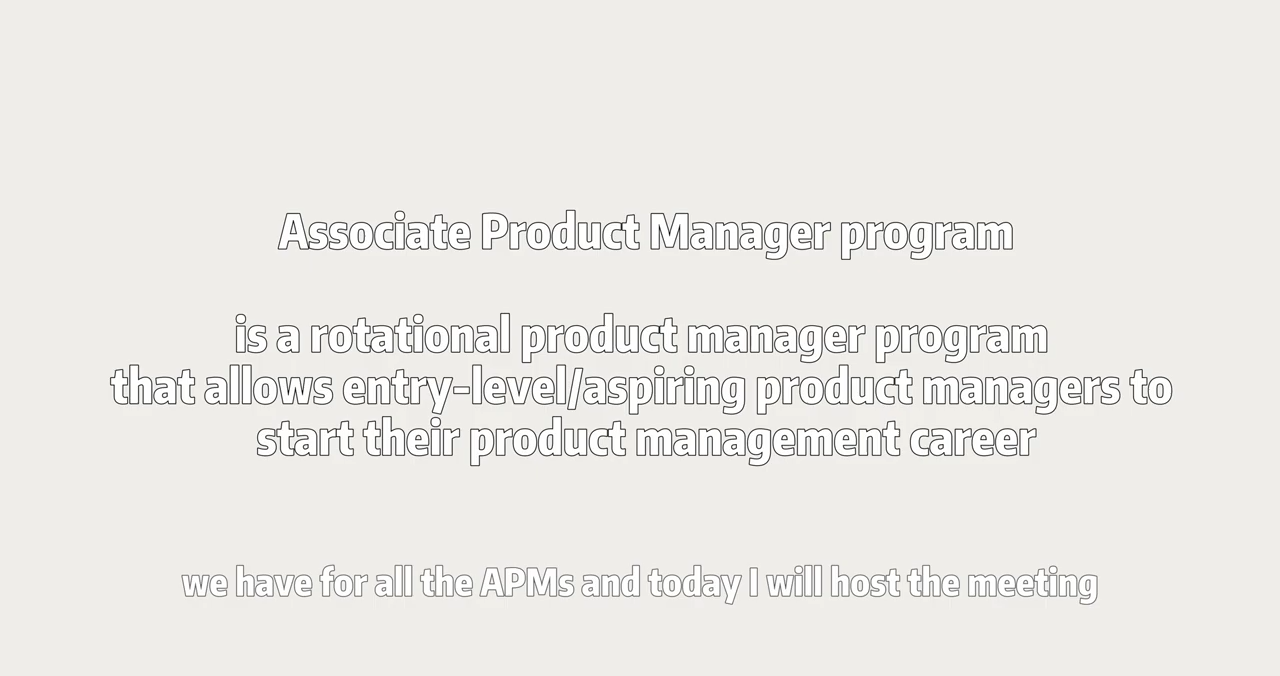 Associate Product Manager program
is a rotational product manager program
that allows entry-level/aspiring product managers to
start their product management career
we have for all the APMs and today I will host the meeting